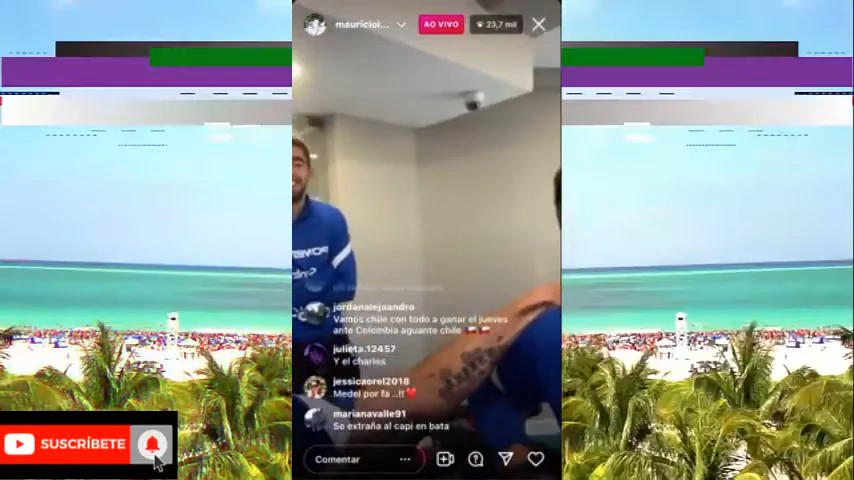 mauricioi...
AO VIVO
23,7 mil
jordanalejaandro
Vamos chile con todo a ganar el jueves
ante Colombia aguante chile
julieta.12457
Y el charles
jessicaorel2018
Medel por fa ..!!
marianavalle91
Se extraña al capi en bata
Comentar
SUSCRÍBETE